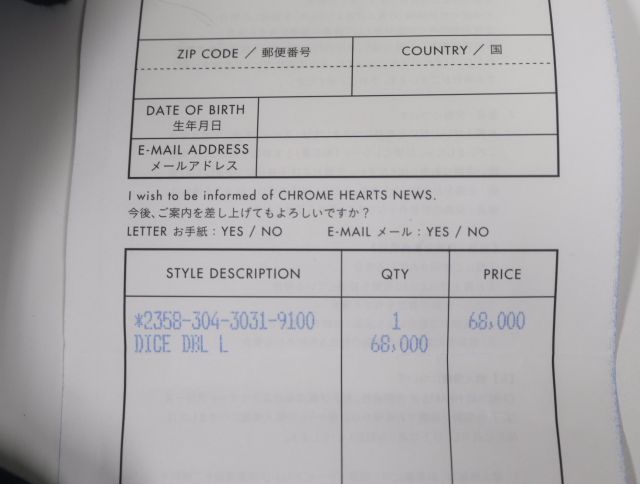 ZIP CODE / 郵便番号
COUNTRY / 国
DATE OF BIRTH
生年月日
E-MAIL ADDRESS
メールアドレス
I wish to be informed of CHROME HEARTS NEWS.
今後、ご案内を差し上げてもよろしいですか？
LETTER お手紙：YES / NO E-MAIL メール：YES / NO
STYLE DESCRIPTION QTY PRICE
*2358-304-3031-9100 1 68,000
DICE DBL L 68,000